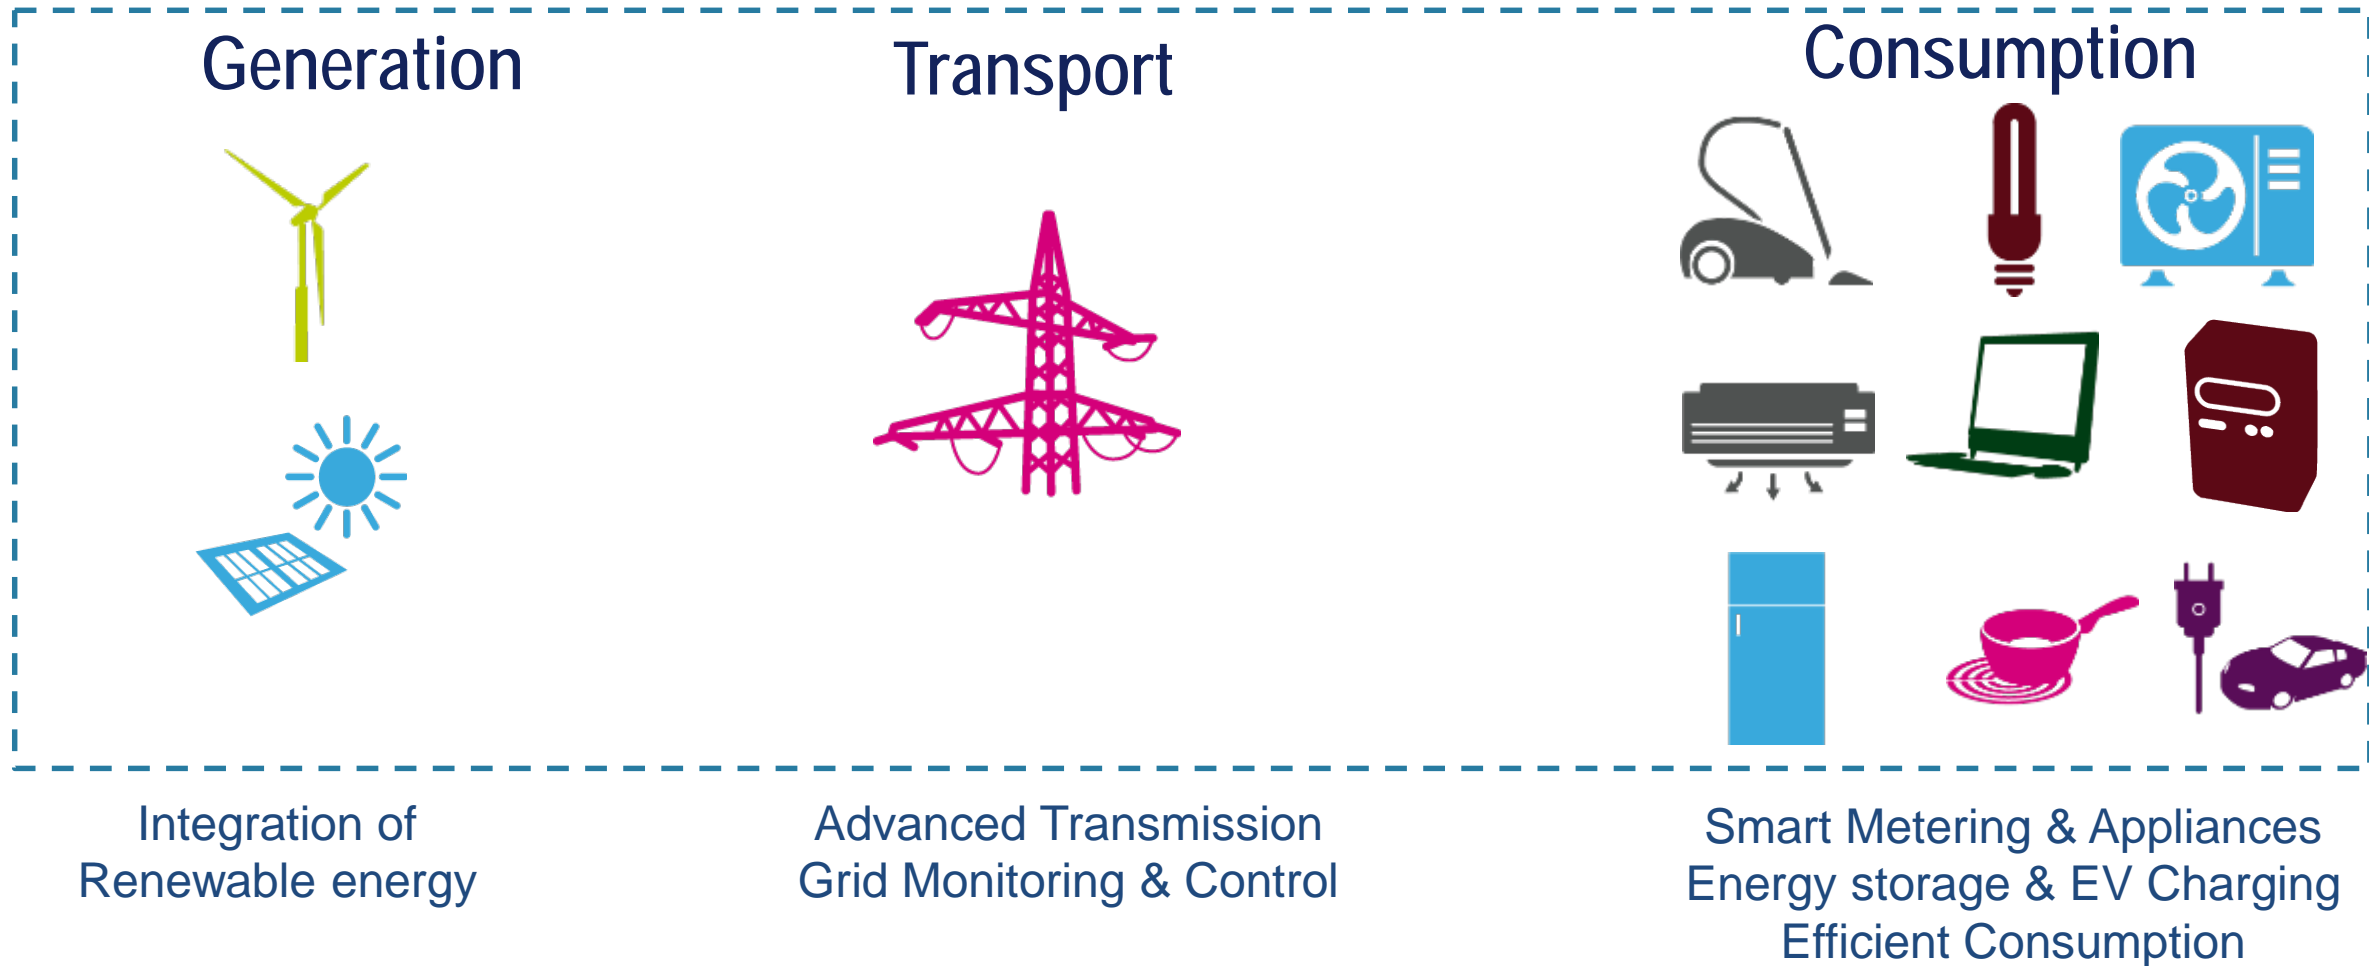 Generation
Transport
Consumption
Integration of
Renewable energy
Advanced Transmission
Grid Monitoring & Control
Smart Metering & Appliances
Energy storage & EV Charging
Efficient Consumption